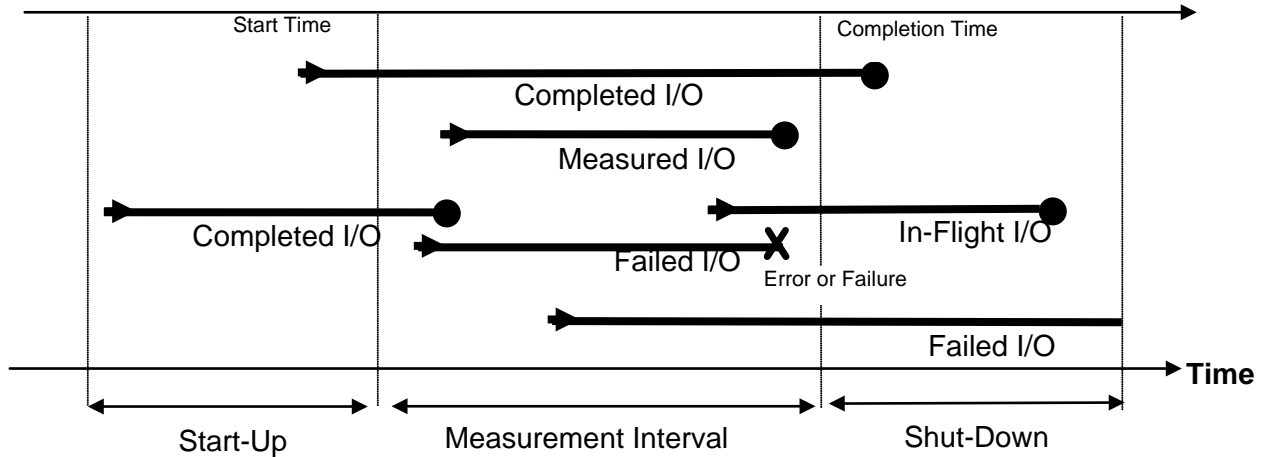 Start Time
Completion Time
Completed I/O
Measured I/O
Completed I/O
In-Flight I/O
Failed I/O
Error or Failure
Failed I/O
Time
Start-Up
Measurement Interval
Shut-Down